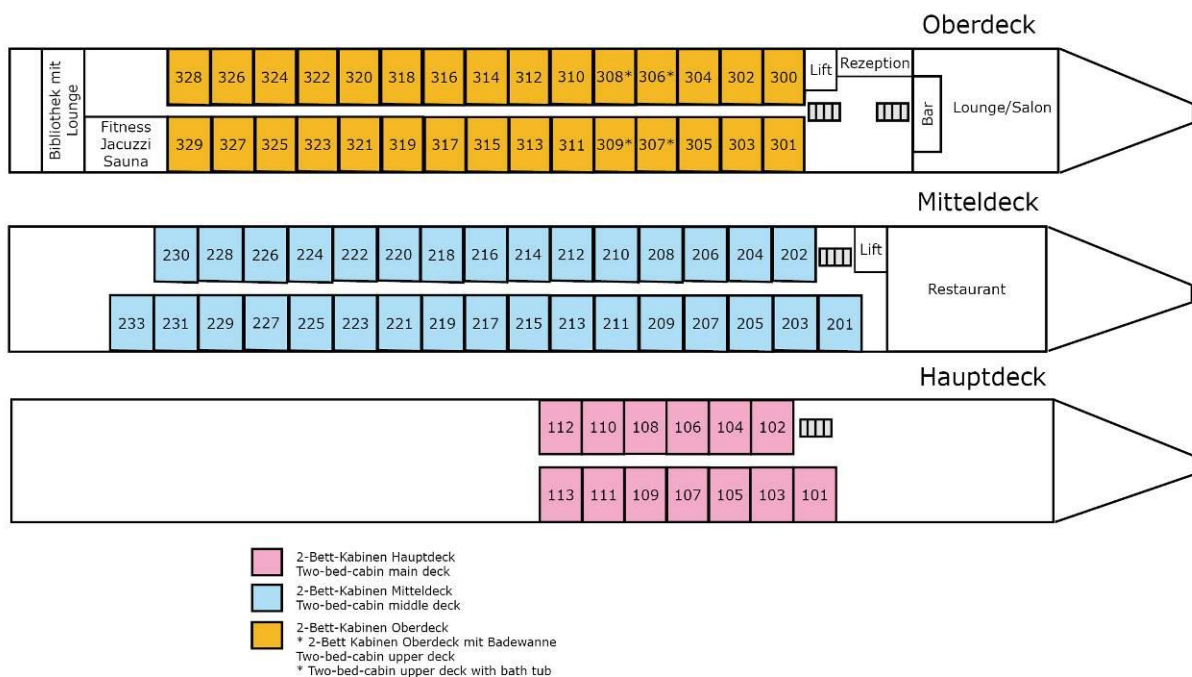 Oberdeck
Bibliothek mit
Lounge
328 326 324 322 320 318 316 314 312 310 308* 306* 304 302 300
Lift
Rezeption
Fitness
Jacuzzi
Sauna
329 327 325 323 321 319 317 315 313 311 309* 307* 305 303 301
Bar
Lounge/Salon
Mitteldeck
230 228 226 224 222 220 218 216 214 212 210 208 206 204 202
Lift
Restaurant
233 231 229 227 225 223 221 219 217 215 213 211 209 207 205 203 201
Hauptdeck
112 110 108 106 104 102
113 111 109 107 105 103 101
2-Bett-Kabinen Hauptdeck
Two-bed-cabin main deck
2-Bett-Kabinen Mitteldeck
Two-bed-cabin middle deck
2-Bett-Kabinen Oberdeck
* 2-Bett Kabinen Oberdeck mit Badewanne
Two-bed-cabin upper deck
* Two-bed-cabin upper deck with bath tub